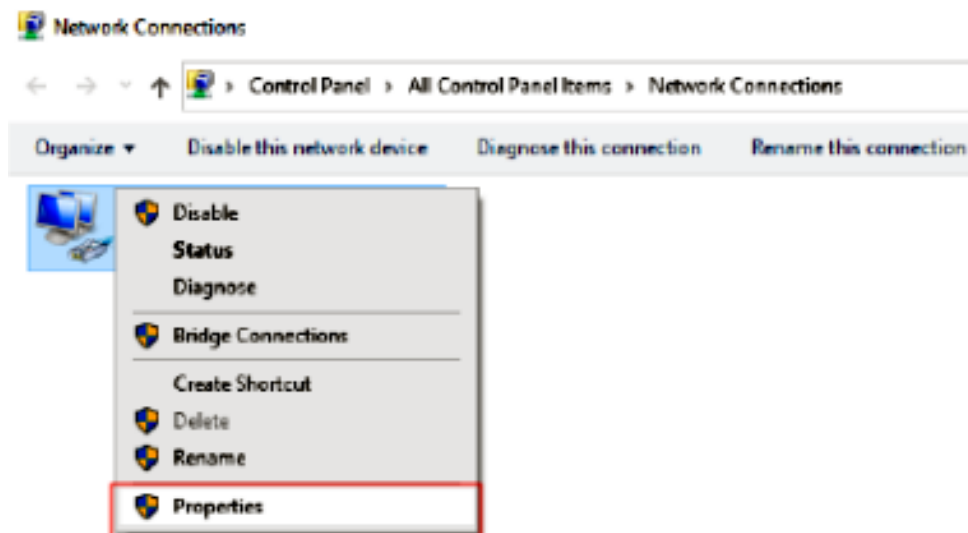 Network Connections
Control Panel > All Control Panel Items > Network Connections
Organize Disable this network device Diagnose this connection Rename this connection
Disable
Status
Diagnose
Bridge Connections
Create Shortcut
Delete
Rename
Properties